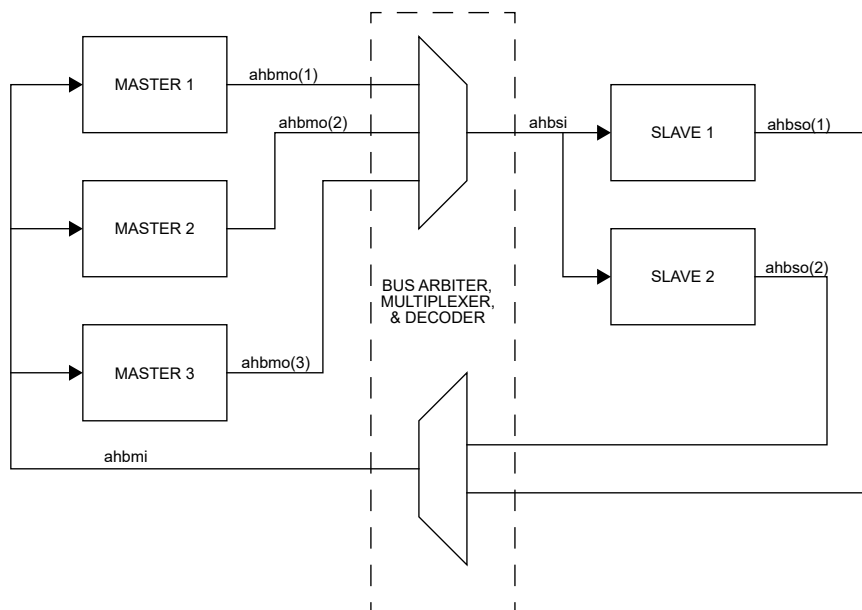 MASTER 1
ahbmo(1)
ahbmo(2)
ahbsi
SLAVE 1
ahbso(1)
MASTER 2
SLAVE 2
ahbso(2)
BUS ARBITER,
MULTIPLEXER,
& DECODER
MASTER 3
ahbmo(3)
ahbmi